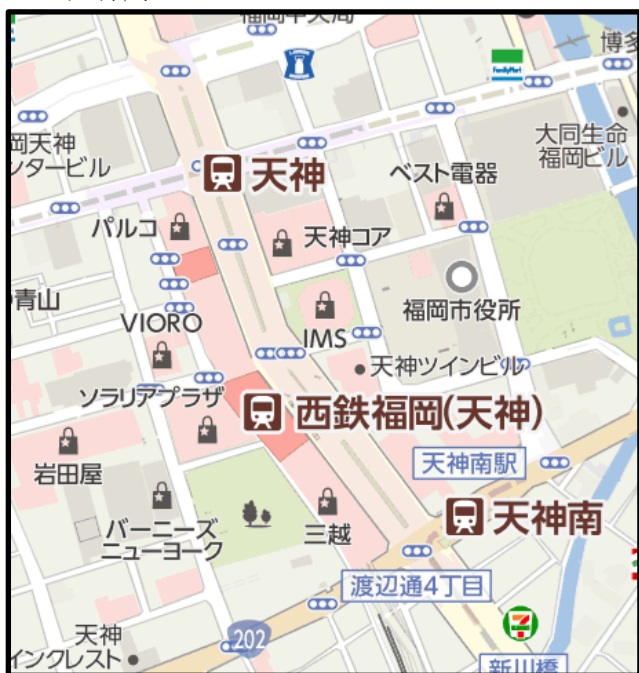 FamilyMart
博多
岡天神
ンタービル
大同生命
福岡ビル
天神
ベスト電器
パルコ
天神コア
青山
VIORO
IMS
福岡市役所
天神ツインビル
ソラリアプラザ
西鉄福岡(天神)
岩田屋
天神南駅
バーニーズ
ニューヨーク
三越
天神南
渡辺通4丁目
202
天神
インクレスト
新川橋